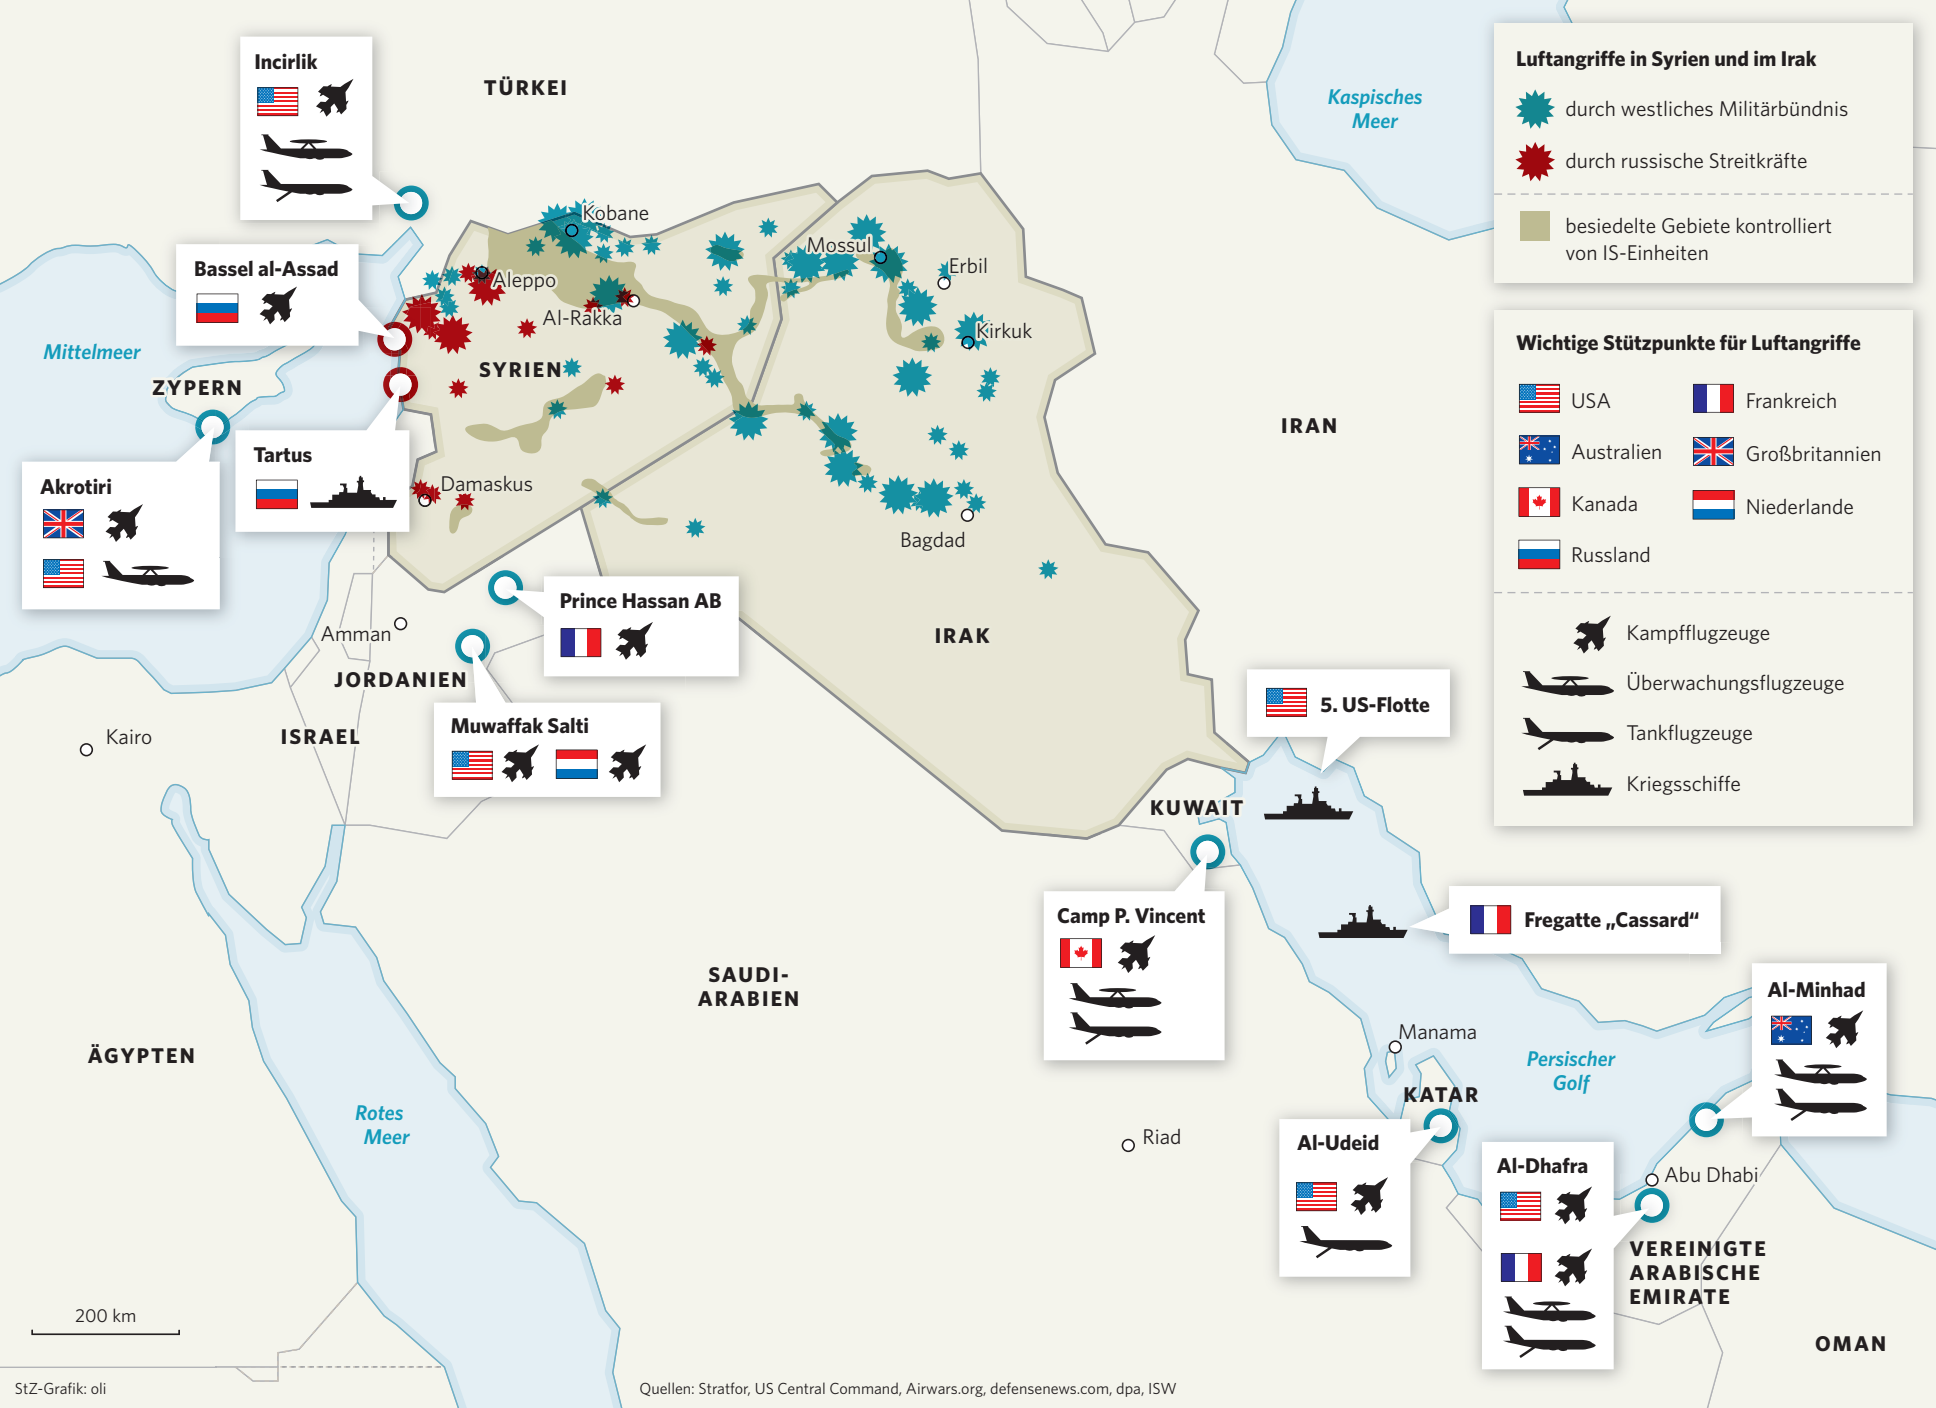 Incirlik
TÜRKEI
Kaspisches
Meer
Luftangriffe in Syrien und im Irak
durch westliches Militärbündnis
durch russische Streitkräfte
besiedelte Gebiete kontrolliert
von IS-Einheiten
Bassel al-Assad
Kobane
Mossul
Erbil
Aleppo
Al-Rakka
Kirkuk
Mittelmeer
ZYPERN
SYRIEN
IRAN
Tartus
Akrotiri
Damaskus
Bagdad
Wichtige Stützpunkte für Luftangriffe
USA
Frankreich
Australien
Großbritannien
Kanada
Niederlande
Russland
Kampfflugzeuge
Überwachungsflugzeuge
Tankflugzeuge
Kriegsschiffe
Prince Hassan AB
Amman
IRAK
JORDANIEN
Muwaffak Salti
5. US-Flotte
Kairo
ISRAEL
KUWAIT
Camp P. Vincent
Fregatte „Cassard“
SAUDI-
ARABIEN
Al-Minhad
Manama
Persischer
Golf
ÄGYPTEN
KATAR
Rotes
Meer
Riad
Al-Udeid
Al-Dhafra
Abu Dhabi
VEREINIGTE
ARABISCHE
EMIRATE
OMAN
200 km
StZ-Grafik: oli
Quellen: Stratfor, US Central Command, Airwars.org, defensenews.com, dpa, ISW